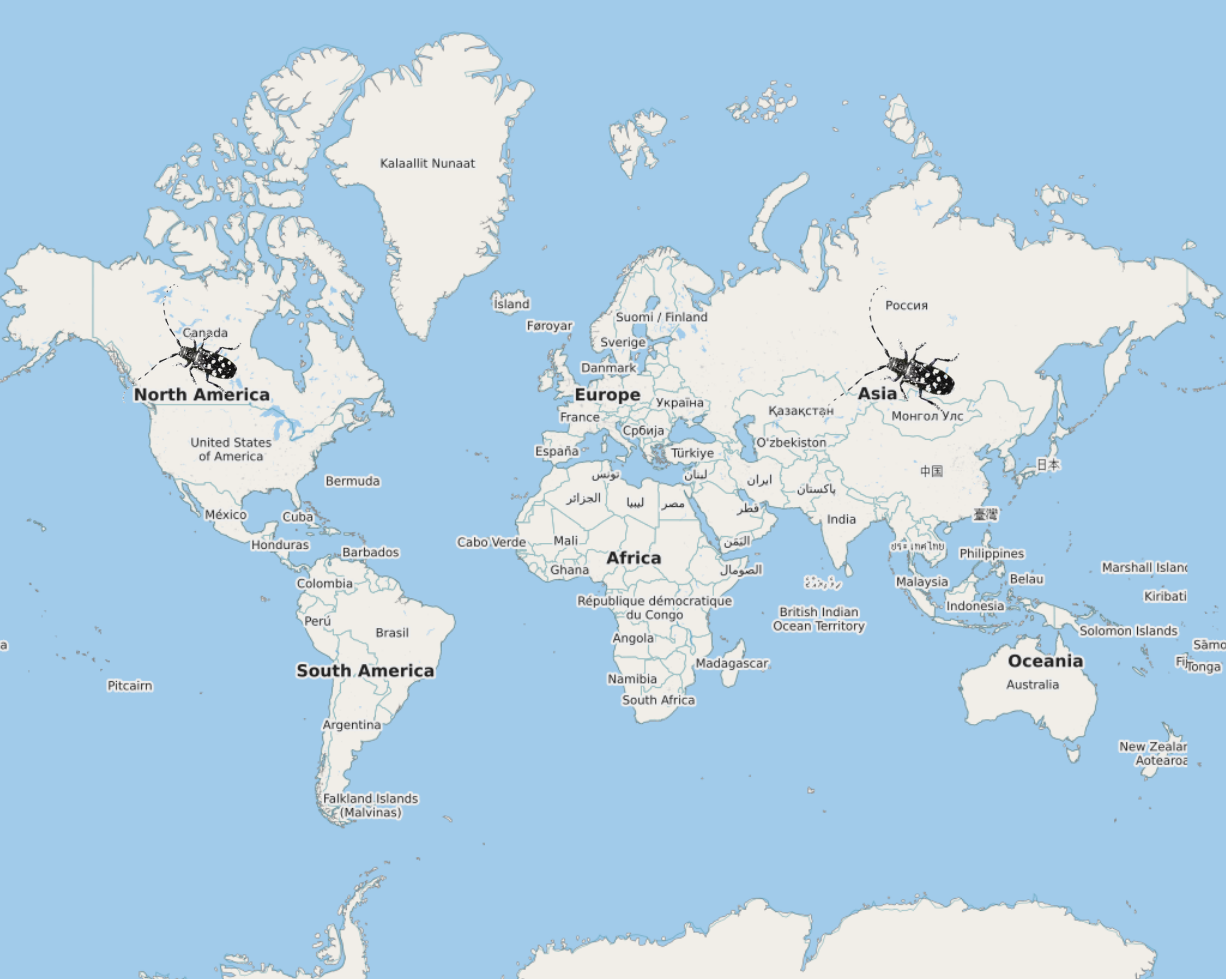 Kalaallit Nunaat
Ísland
Россия
Føroyar
Suomi / Finland
Canada
Sverige
Danmark
North America
Europe
Asia
Україна
Қазақстан
Монгол Улс
France
Србија
United States
of America
España
Türkiye
O'zbekiston
日本
中国
تونس
لبنان
ایران
پاکستان
Bermuda
الجزائر
ليبيا
مصر
قطر
México
Cuba
India
臺灣
Honduras
Barbados
Cabo Verde
Mali
اليمن
ประเทศไทย
Philippines
Africa
Ghana
الصومال
Colombia
Malaysia
Belau
Marshall Islan
Kiribati
République démocratique
du Congo
British Indian
Ocean Territory
Indonesia
Perú
Brasil
Angola
Solomon Islands
Sāmo
a
South America
Madagascar
Oceania
Fij
Tonga
Pitcairn
Namibia
Australia
South Africa
Argentina
New Zealan
Aotearoa
Falkland Islands
(Malvinas)